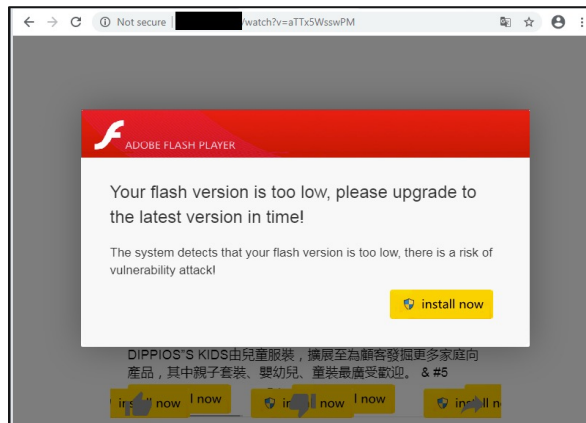 Not secure | /watch?v=aTTx5WsswPM
ADOBE FLASH PLAYER
Your flash version is too low, please upgrade to
the latest version in time!
The system detects that your flash version is too low, there is a risk of
vulnerability attack!
install now
DIPPIOS"S KIDS由兒童服裝，擴展至為顧客發掘更多家庭向
產品，其中親子套裝、嬰幼兒、童裝最廣受歡迎。 & #5
now l now now l now